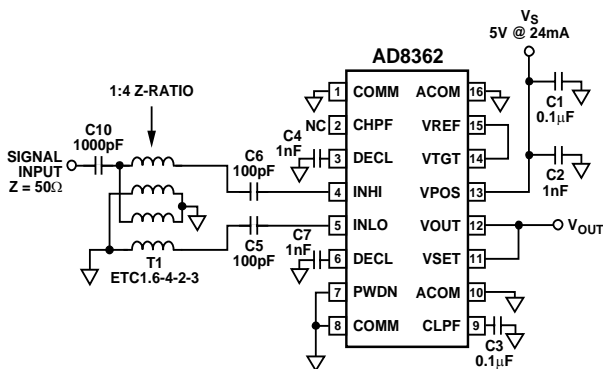 V_S
5V @ 24mA
AD8362
1:4 Z-RATIO
C10
1000pF
SIGNAL
INPUT
Z = 50Ω
T1
ETC1.6-4-2-3
C6
100pF
C5
100pF
C4
1nF
C7
1nF
NC
1 COMM ACOM 16
2 CHPF VREF 15
3 DECL VTGT 14
4 INHI VPOS 13
5 INLO VOUT 12
6 DECL VSET 11
7 PWDN ACOM 10
8 COMM CLPF 9
C1
0.1µF
C2
1nF
V_OUT
C3
0.1µF